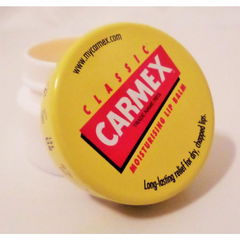 www.mycarmex.com
CLASSIC
CARMEX
MOISTURISING LIP BALM
Long-lasting relief for dry, chapped lips.